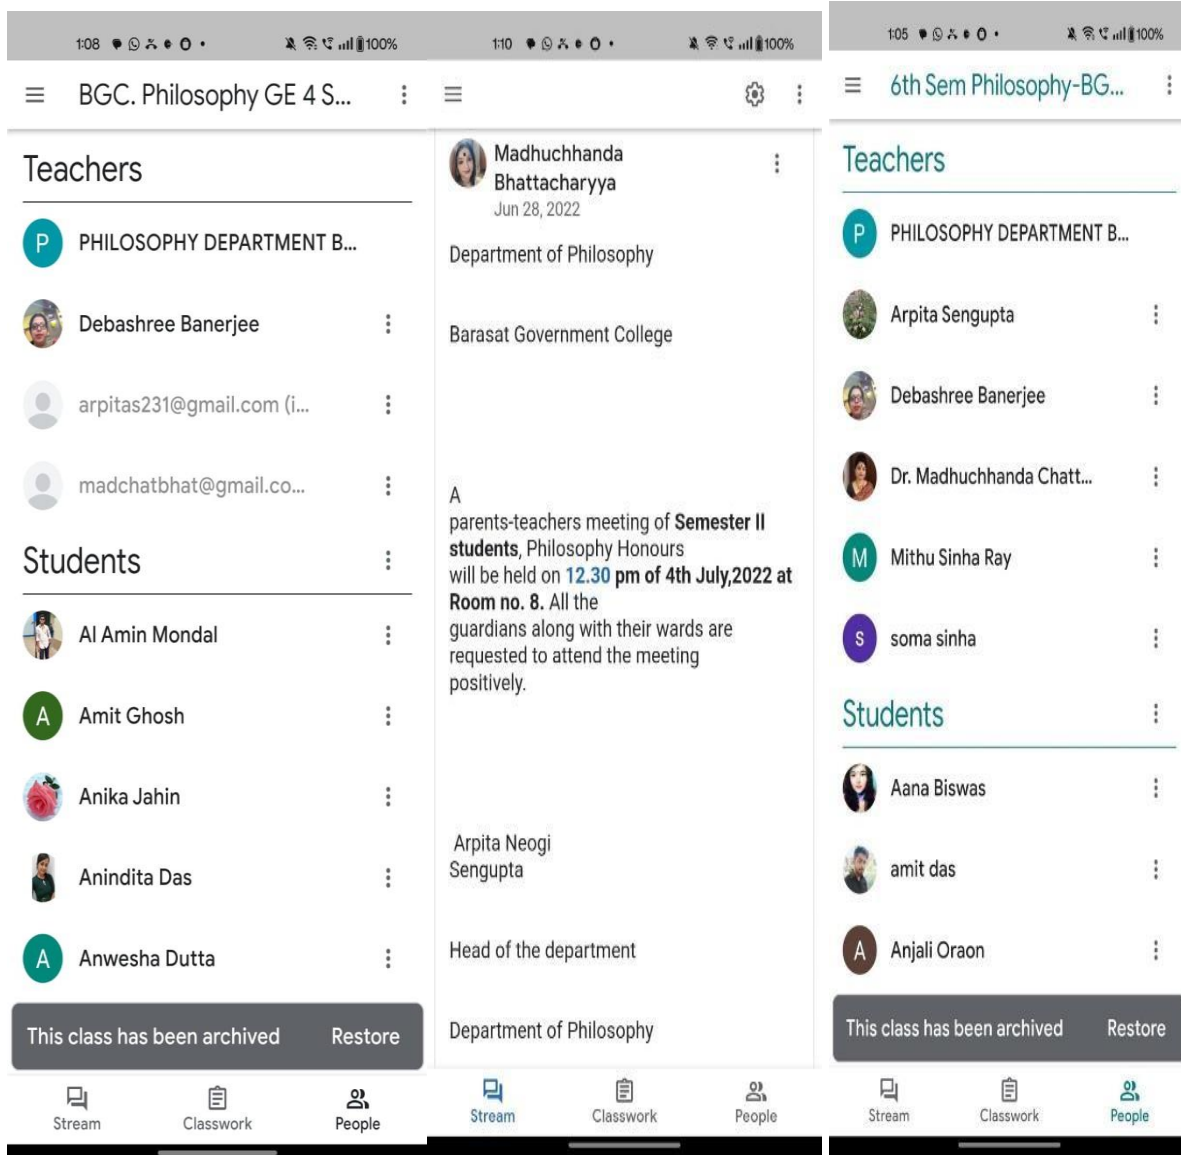 1:08
100%
BGC. Philosophy GE 4 S...
Teachers
P
PHILOSOPHY DEPARTMENT B...
Debashree Banerjee
arpitas231@gmail.com (i...
madchatbhat@gmail.co...
Students
Al Amin Mondal
A
Amit Ghosh
Anika Jahin
Anindita Das
A
Anwesha Dutta
This class has been archived Restore
Stream Classwork People
1:10
100%
Madhuchhanda
Bhattacharyya
Jun 28, 2022
Department of Philosophy
Barasat Government College
A
parents-teachers meeting of Semester II
students, Philosophy Honours
will be held on 12.30 pm of 4th July,2022 at
Room no. 8. All the
guardians along with their wards are
requested to attend the meeting
positively.
Arpita Neogi
Sengupta
Head of the department
Department of Philosophy
Stream Classwork People
1:05
100%
6th Sem Philosophy-BG...
Teachers
P
PHILOSOPHY DEPARTMENT B...
Arpita Sengupta
Debashree Banerjee
Dr. Madhuchhanda Chatt...
M
Mithu Sinha Ray
s
soma sinha
Students
Aana Biswas
amit das
A
Anjali Oraon
This class has been archived Restore
Stream Classwork People